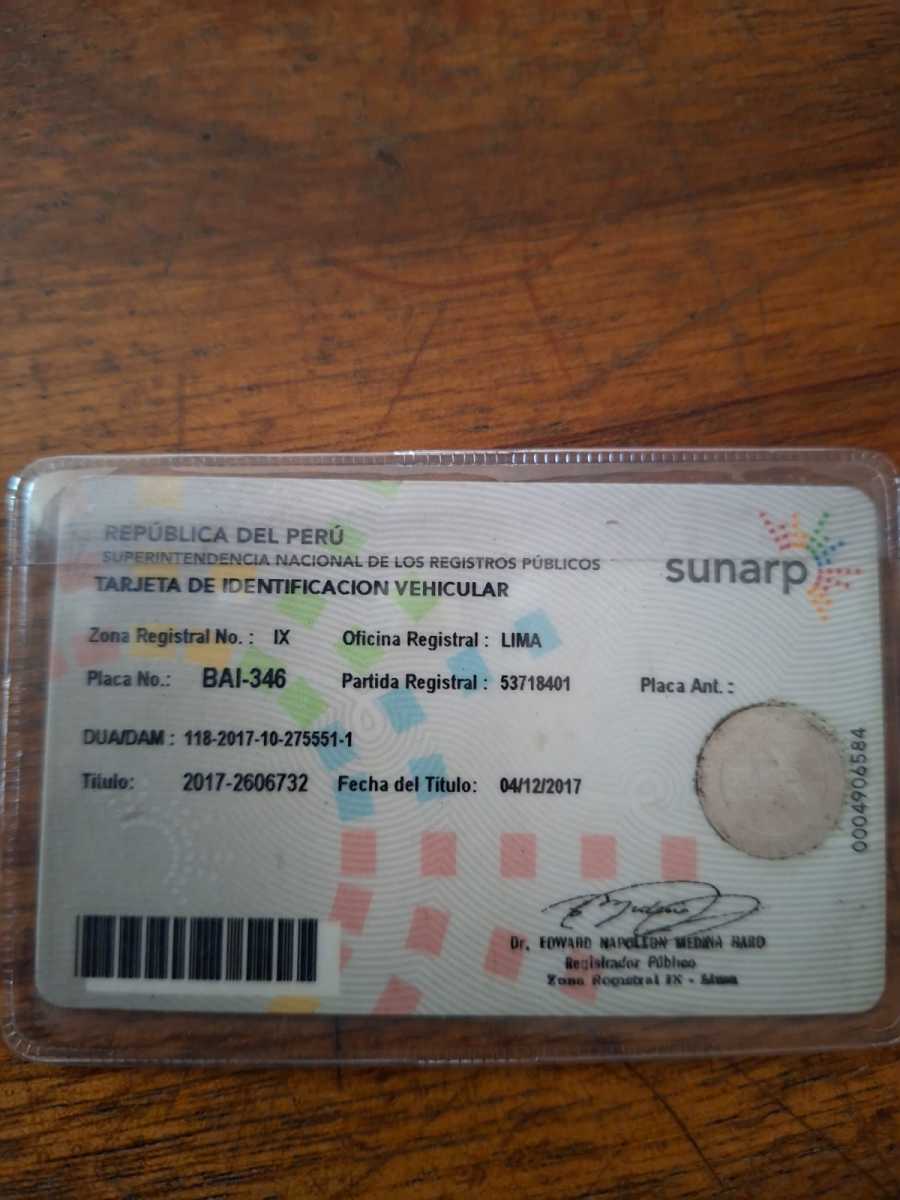 REPÚBLICA DEL PERÚ
SUPERINTENDENCIA NACIONAL DE LOS REGISTROS PÚBLICOS
TARJETA DE IDENTIFICACION VEHICULAR
sunarp
Zona Registral No. : IX Oficina Registral : LIMA
Placa No.: BAI-346 Partida Registral : 53718401 Placa Ant. :
DUA/DAM : 118-2017-10-275551-1
Título: 2017-2606732 Fecha del Título: 04/12/2017
0004906584
Dr. EDWARD NAPOLEON MEDINA
Registrador Público
Zona Registral IX - Lima